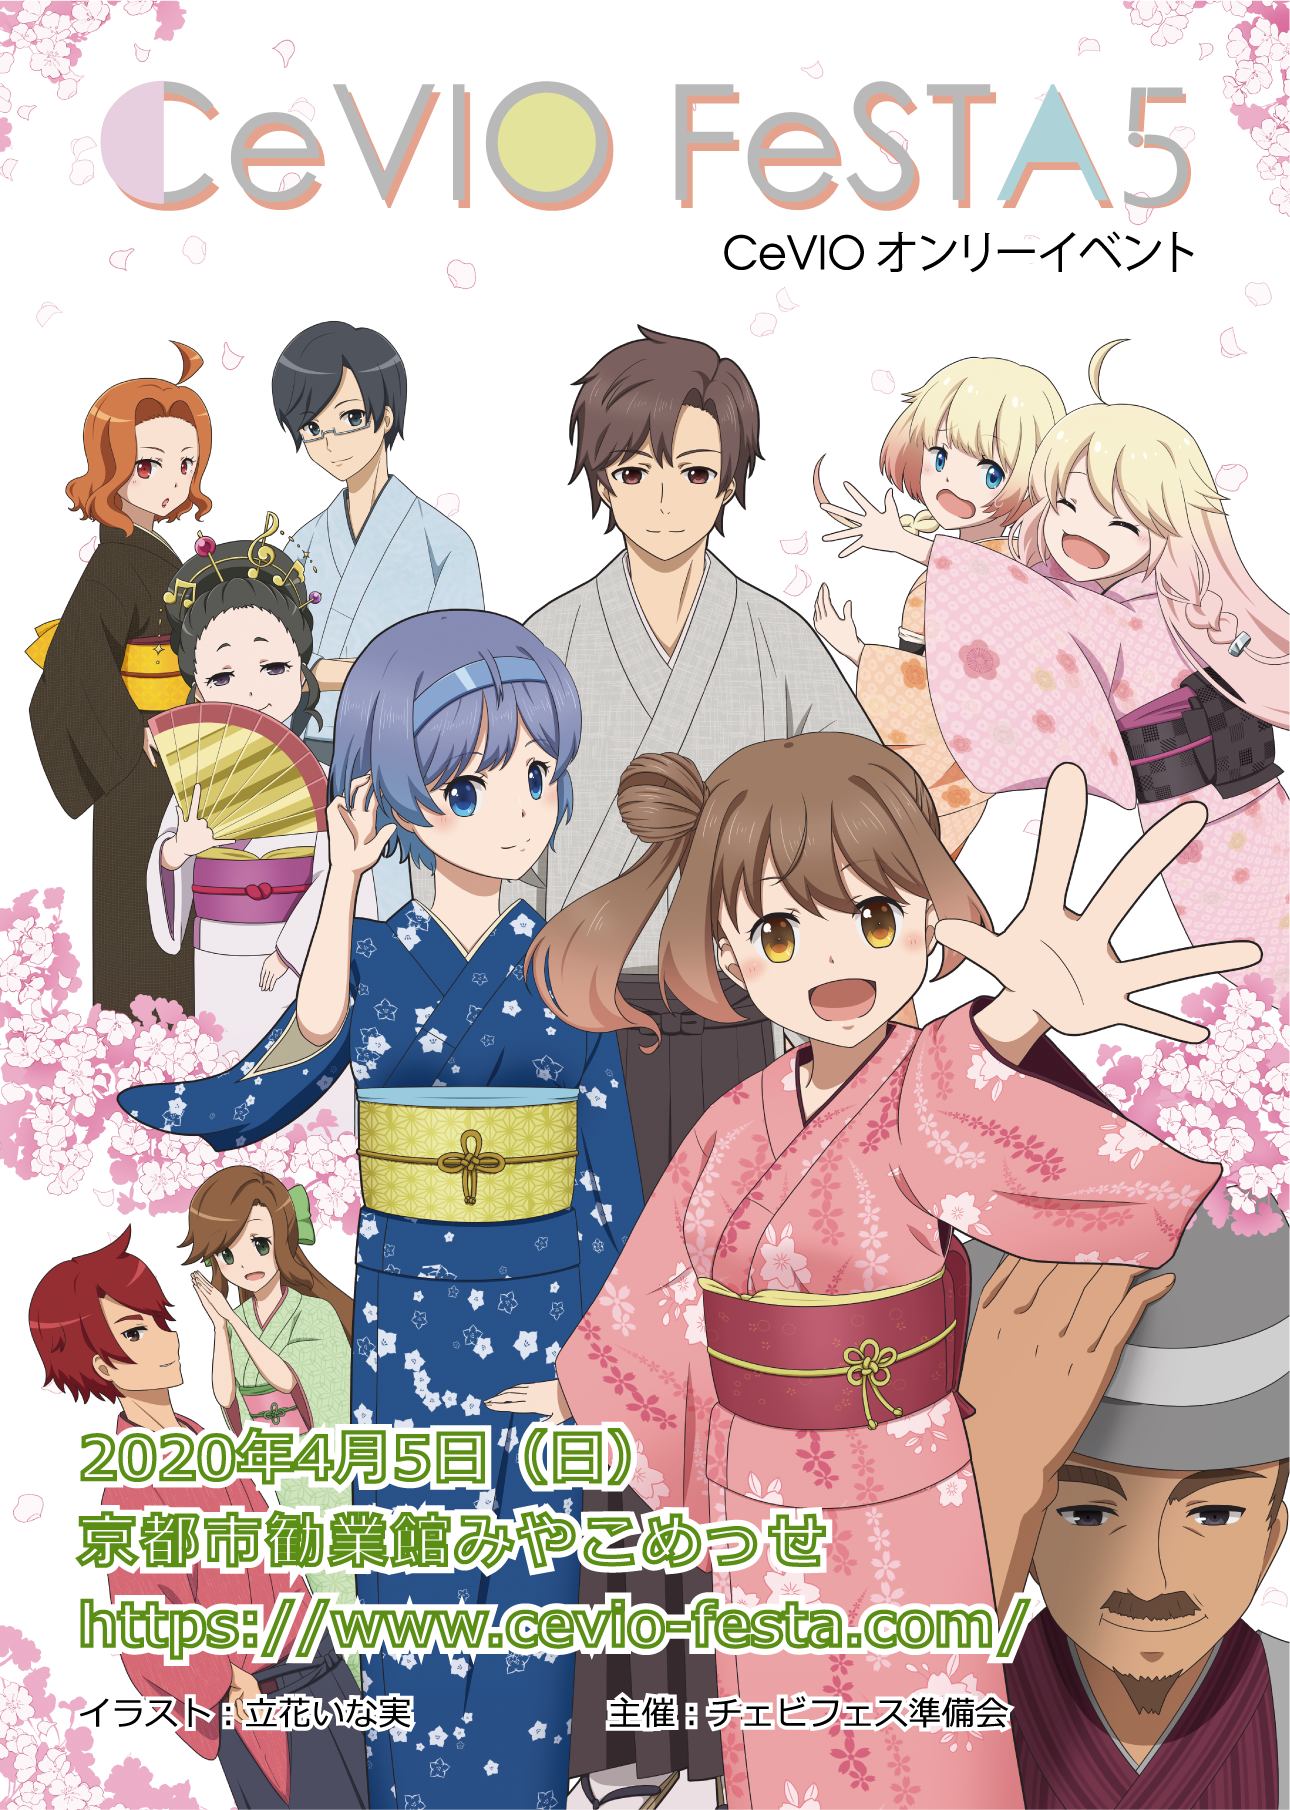 CeVIO FeSTA5
CeVIO オンリーイベント
2020年4月5日（日）
京都市勧業館みやこめっせ
https://www.cevio-festa.com/
イラスト：立花いな実
主催：チェビフェス準備会